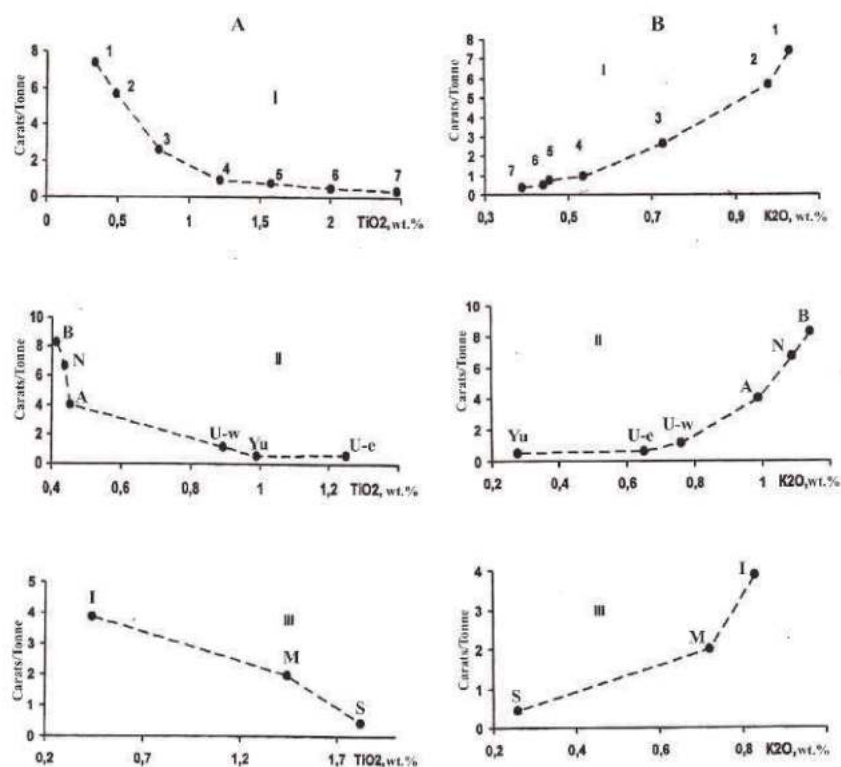 A
Carats/Tonne
8
6
4
2
0
1
2
3
4
5
6
7
I
0 0,5 1 1,5 2 TiO2, wt.%
B
Carats/Tonne
8
7
6
5
4
3
2
1
0
1
2
3
4
5
6
7
I
0,3 0,5 0,7 0,9 K2O, wt.%
Carats/Tonne
10
8
6
4
2
0
B
N
A
U-w
Yu
U-e
II
0,4 0,6 0,8 1 1,2 TiO2, wt.%
Carats/Tonne
10
8
6
4
2
0
B
N
A
U-w
U-e
Yu
II
0,2 0,4 0,6 0,8 1 K2O,wt.%
Carats/Tonne
5
4
3
2
1
0
I
M
S
III
0,2 0,7 1,2 1,7 TiO2, wt.%
Carats/Tonne
4
3
2
1
0
I
M
S
III
0,2 0,4 0,6 0,8 K2O, wt.%